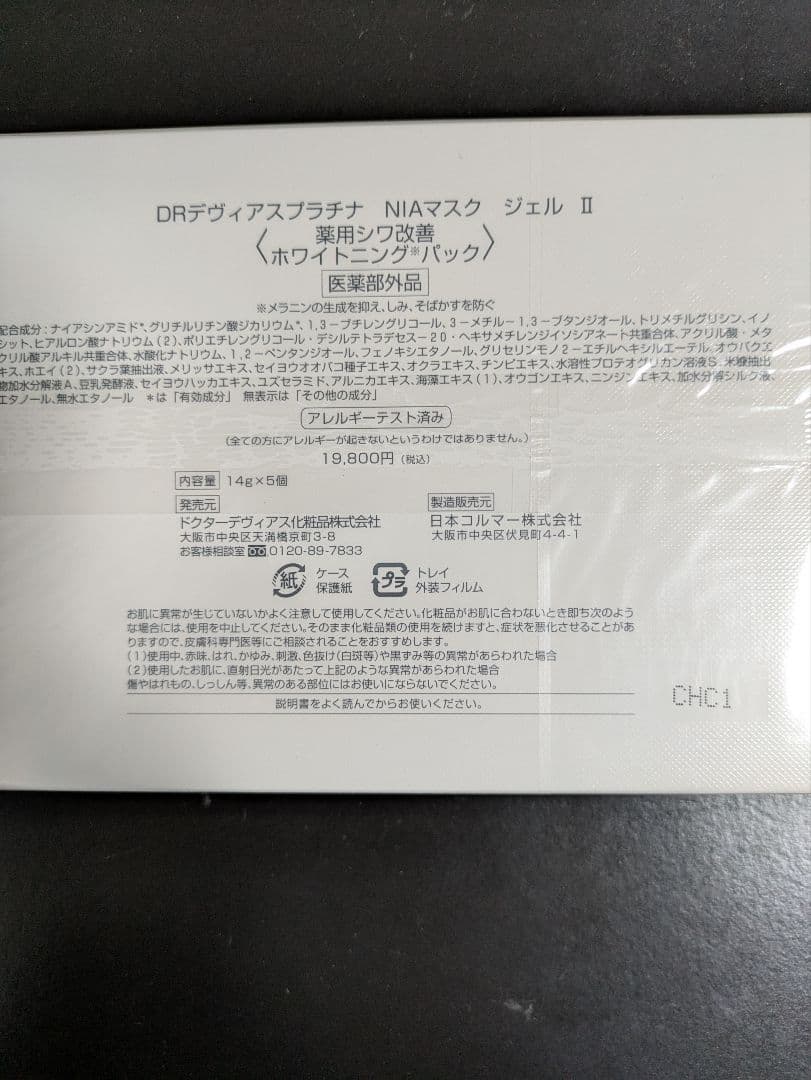 DRデヴィアスプラチナ　NIAマスク　ジェル　Ⅱ
〈薬用シワ改善
ホワイトニング※パック〉
医薬部外品
※メラニンの生成を抑え、しみ、そばかすを防ぐ
配合成分：ナイアシンアミド*、グリチルリチン酸ジカリウム*、1,3－ブチレングリコール、3－メチル－1,3－ブタンジオール、トリメチルグリシン、イノ
シット、ヒアルロン酸ナトリウム（2）、ポリエチレングリコール・デシルテトラデセス－20・ヘキサメチレンジイソシアネート共重合体、アクリル酸・メタ
クリル酸アルキル共重合体、水酸化ナトリウム、1,2－ペンタンジオール、フェノキシエタノール、グリセリンモノ2－エチルヘキシルエーテル、オウバクエ
キス、ホエイ（2）、サクラ葉抽出液、メリッサエキス、セイヨウオオバコ種子エキス、オクラエキス、チンピエキス、水溶性プロテオグリカン溶液S、米糠抽出
物加水分解液A、豆乳発酵液、セイヨウハッカエキス、ユズセラミド、アルニカエキス、海藻エキス（1）、オウゴンエキス、ニンジンエキス、加水分解シルク液、
エタノール、無水エタノール　*は「有効成分」　無表示は「その他の成分」
アレルギーテスト済み
（全ての方にアレルギーが起きないというわけではありません。）
19,800円（税込）
内容量 14g×5個
発売元
ドクターデヴィアス化粧品株式会社
大阪市中央区天満橋京町3-8
お客様相談室 0120-89-7833
製造販売元
日本コルマー株式会社
大阪市中央区伏見町4-4-1
紙 ケース
保護紙
プラ トレイ
外装フィルム
お肌に異常が生じていないかよく注意して使用してください。化粧品がお肌に合わないとき即ち次のよう
な場合には、使用を中止してください。そのまま化粧品類の使用を続けますと、症状を悪化させることがあ
りますので、皮膚科専門医等にご相談されることをおすすめします。
（1）使用中、赤味、はれ、かゆみ、刺激、色抜け（白斑等）や黒ずみ等の異常があらわれた場合
（2）使用したお肌に、直射日光があたって上記のような異常があらわれた場合
傷やはれもの、しっしん等、異常のある部位にはお使いにならないでください。
説明書をよく読んでからお使いください。
CHC1